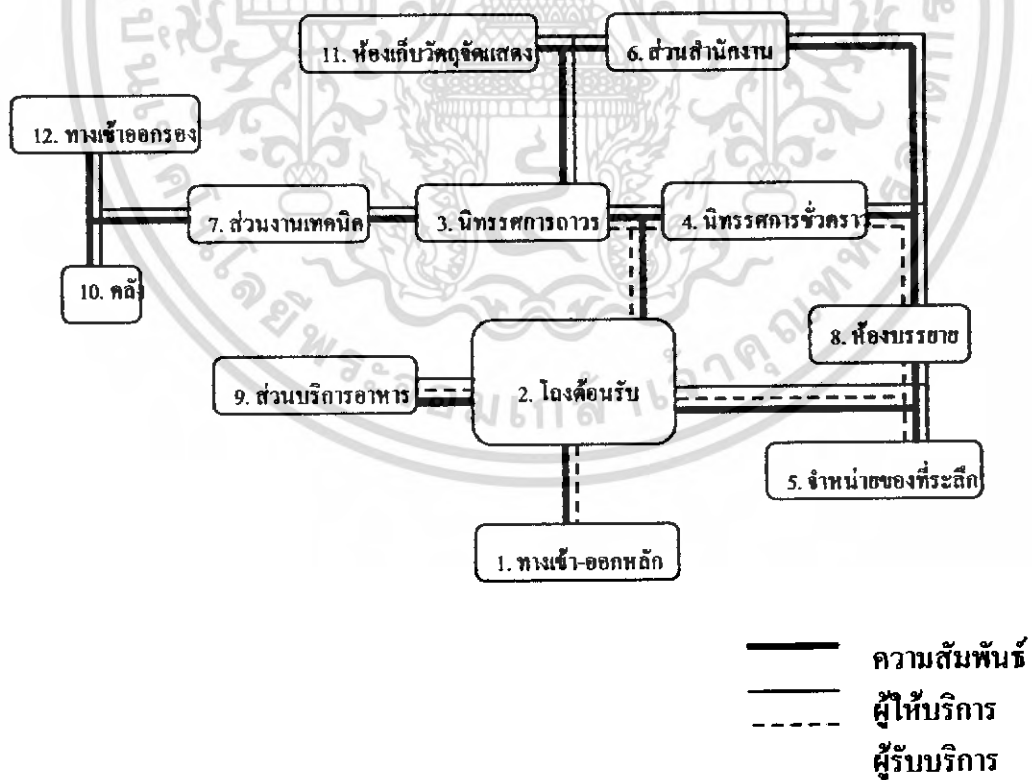 11. ห้องเก็บวัตถุจัดแสดง
6. ส่วนสำนักงาน
12. ทางเข้าออกรอง
7. ส่วนงานเทคนิค
3. นิทรรศการถาวร
4. นิทรรศการชั่วคราว
10. คลัง
8. ห้องบรรยาย
9. ส่วนบริการอาหาร
2. โถงต้อนรับ
5. จำหน่ายของที่ระลึก
1. ทางเข้า-ออกหลัก
ความสัมพันธ์
ผู้ให้บริการ
ผู้รับบริการ